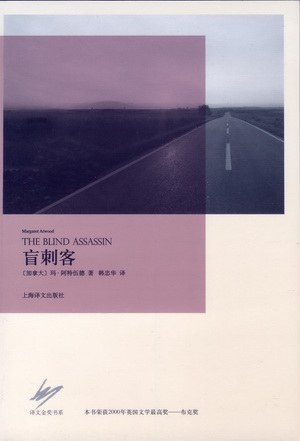 Margaret Atwood
THE BLIND ASSASSIN
盲刺客
〔加拿大〕玛·阿特伍德 著 韩忠华 译
上海译文出版社
译文金奖书系
本书荣获2000年英国文学最高奖——布克奖